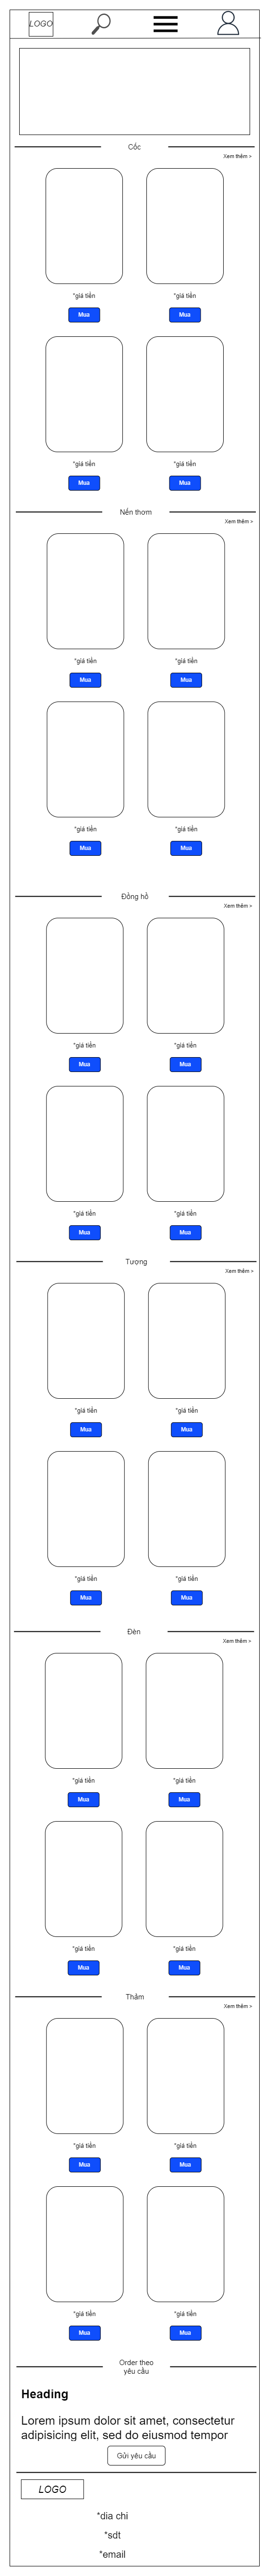 LOGO
Cốc
Xem thêm >
*giá tiền *giá tiền
Mua Mua
*giá tiền *giá tiền
Mua Mua
Nến thơm
Xem thêm >
*giá tiền *giá tiền
Mua Mua
*giá tiền *giá tiền
Mua Mua
Đồng hồ
Xem thêm >
*giá tiền *giá tiền
Mua Mua
*giá tiền *giá tiền
Mua Mua
Tượng
Xem thêm >
*giá tiền *giá tiền
Mua Mua
*giá tiền *giá tiền
Mua Mua
Đèn
Xem thêm >
*giá tiền *giá tiền
Mua Mua
*giá tiền *giá tiền
Mua Mua
Thảm
Xem thêm >
*giá tiền *giá tiền
Mua Mua
*giá tiền *giá tiền
Mua Mua
Order theo
yêu cầu
Heading
Lorem ipsum dolor sit amet, consectetur
adipisicing elit, sed do eiusmod tempor
Gửi yêu cầu
LOGO
*dia chi
*sdt
*email